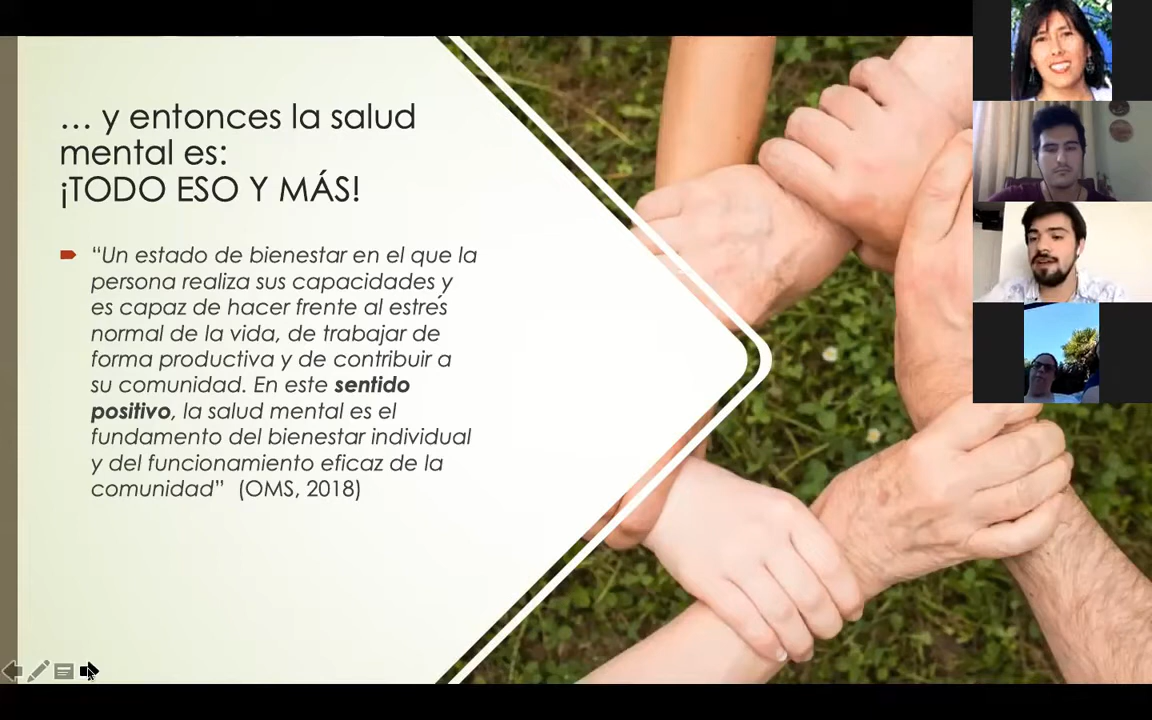 … y entonces la salud
mental es:
¡TODO ESO Y MÁS!
“Un estado de bienestar en el que la
persona realiza sus capacidades y
es capaz de hacer frente al estrés
normal de la vida, de trabajar de
forma productiva y de contribuir a
su comunidad. En este sentido
positivo, la salud mental es el
fundamento del bienestar individual
y del funcionamiento eficaz de la
comunidad” (OMS, 2018)